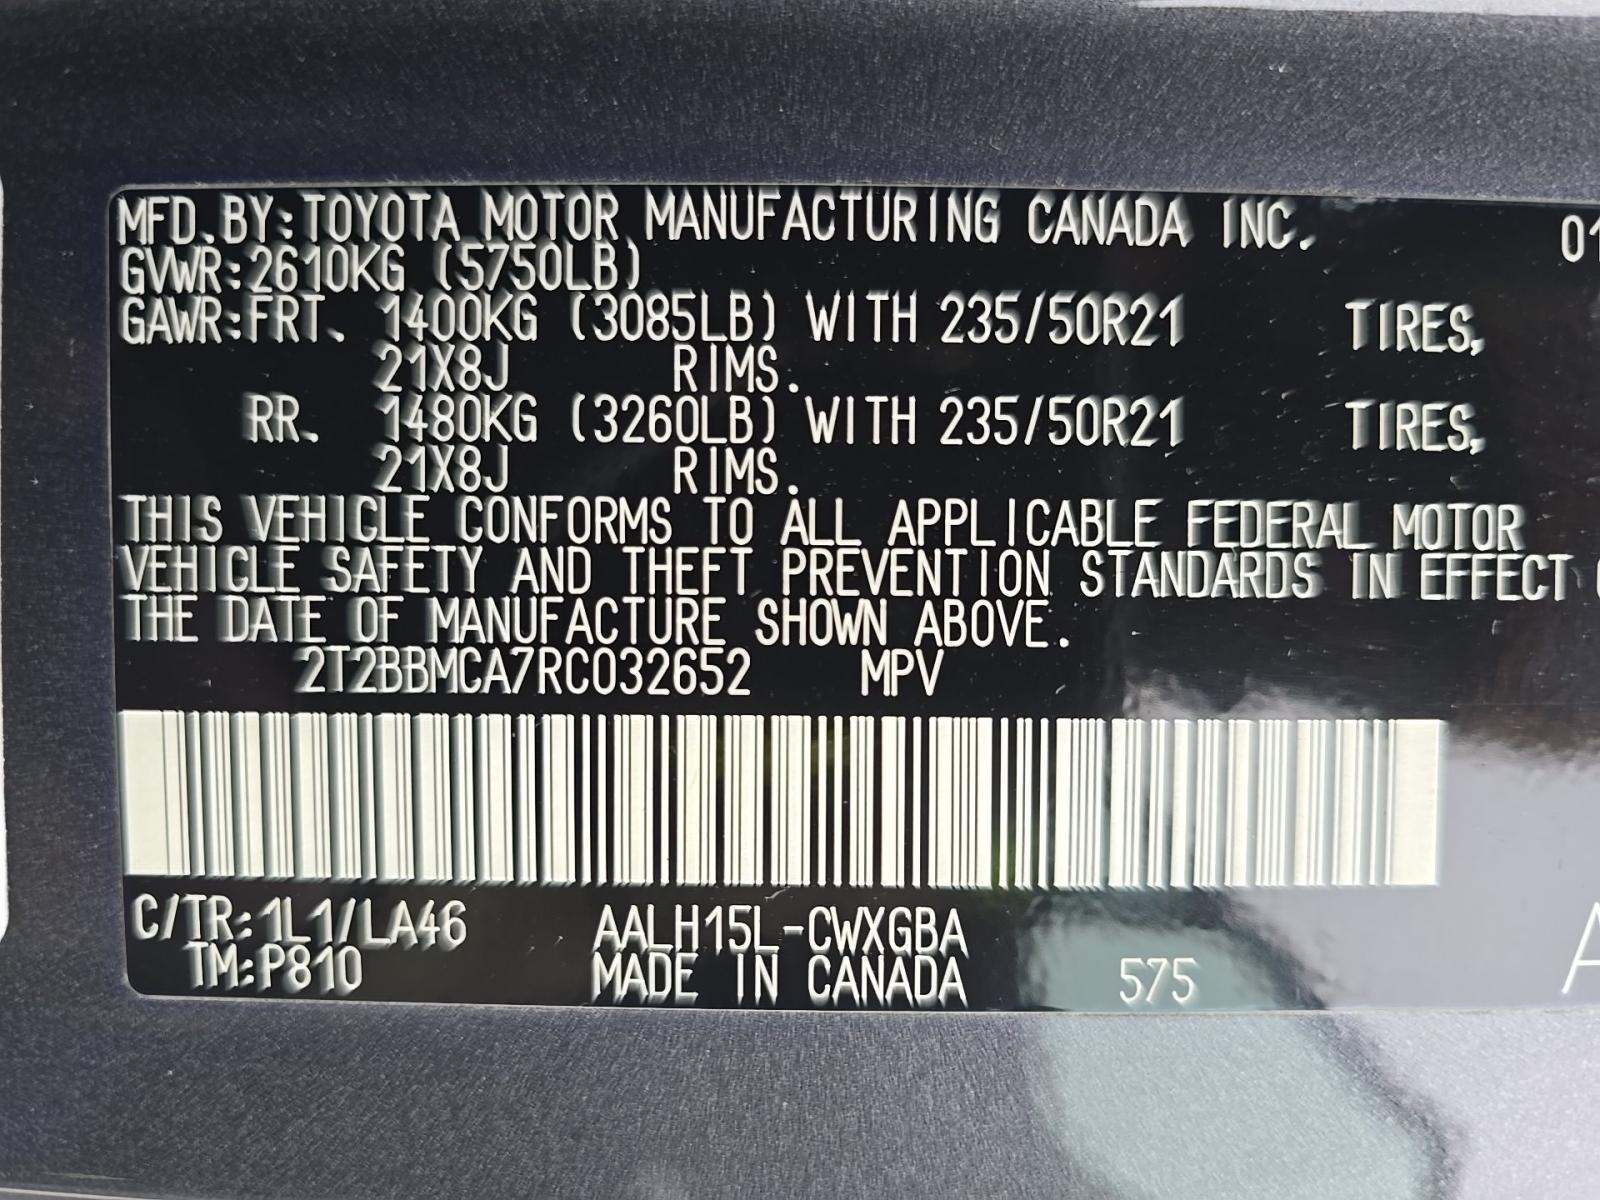 MFD. BY:TOYOTA MOTOR MANUFACTURING CANADA INC. 01
GVWR:2610KG (5750LB)
GAWR:FRT. 1400KG (3085LB) WITH 235/50R21 TIRES,
21X8J RIMS.
RR. 1480KG (3260LB) WITH 235/50R21 TIRES,
21X8J RIMS.
THIS VEHICLE CONFORMS TO ALL APPLICABLE FEDERAL MOTOR
VEHICLE SAFETY AND THEFT PREVENTION STANDARDS IN EFFECT
THE DATE OF MANUFACTURE SHOWN ABOVE.
2T2BBMCA7RC032652 MPV
C/TR:1L1/LA46 AALH15L-CWXGBA A
TM:P810 MADE IN CANADA 575